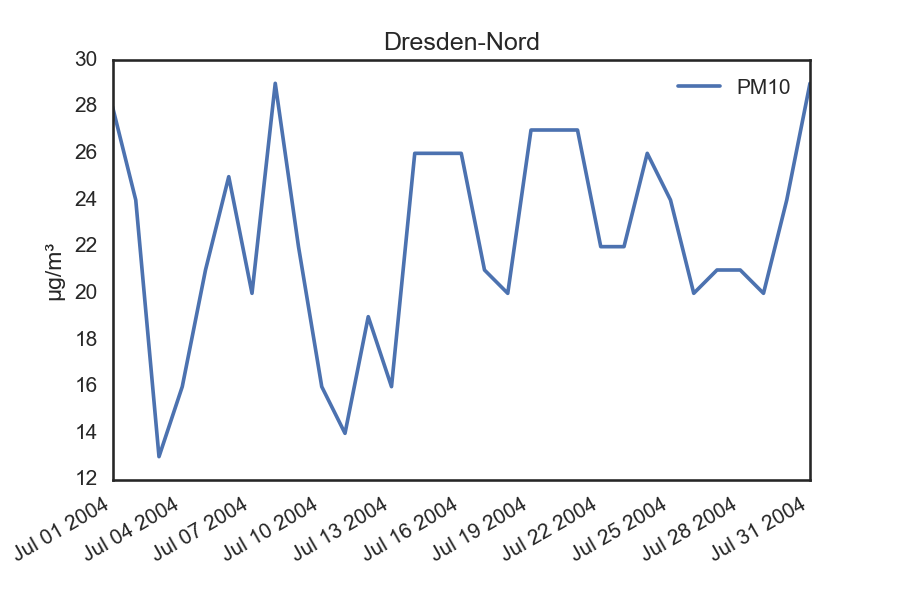 Dresden-Nord
30
28
26
24
22
20
18
16
14
12
µg/m³
PM10
Jul 01 2004
Jul 04 2004
Jul 07 2004
Jul 10 2004
Jul 13 2004
Jul 16 2004
Jul 19 2004
Jul 22 2004
Jul 25 2004
Jul 28 2004
Jul 31 2004